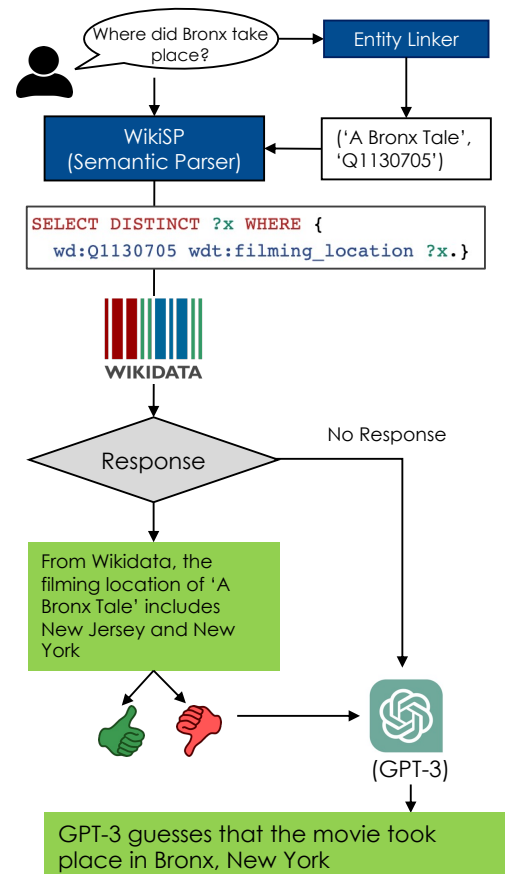 Where did Bronx take
place?
Entity Linker
WikiSP
(Semantic Parser)
(‘A Bronx Tale’,
‘Q1130705’)
SELECT DISTINCT ?x WHERE {
wd:Q1130705 wdt:filming_location ?x.}
WIKIDATA
Response
No Response
From Wikidata, the
filming location of ‘A
Bronx Tale’ includes
New Jersey and New
York
(GPT-3)
GPT-3 guesses that the movie took
place in Bronx, New York